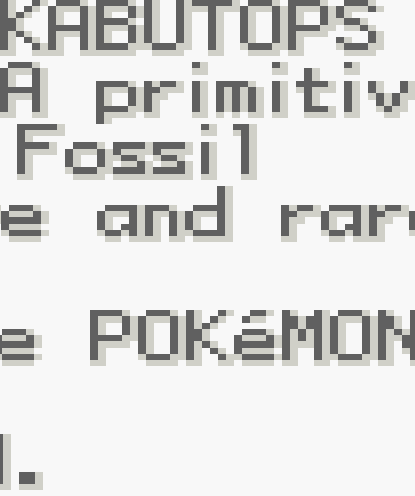 KABUTOPS
A primitiv
Fossil
e and rar
e POKéMON
.